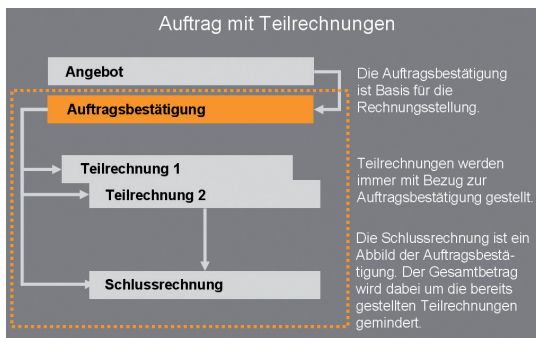 Auftrag mit Teilrechnungen
Angebot
Die Auftragsbestätigung
ist Basis für die
Rechnungsstellung.
Auftragsbestätigung
Teilrechnung 1
Teilrechnung 2
Teilrechnungen werden
immer mit Bezug zur
Auftragsbestätigung gestellt.
Die Schlussrechnung ist ein
Abbild der Auftragsbestä-
tigung. Der Gesamtbetrag
wird dabei um die bereits
gestellten Teilrechnungen
gemindert.
Schlussrechnung